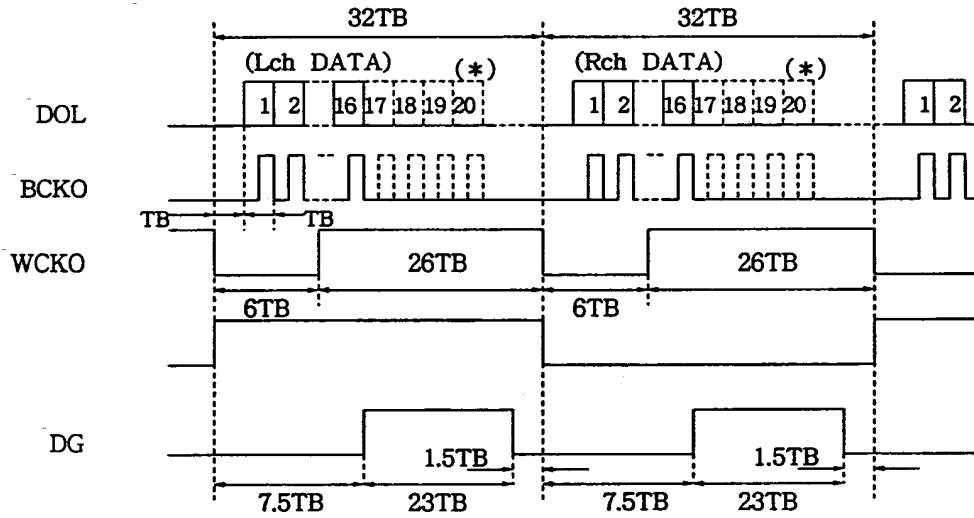 32TB 32TB
(Lch DATA) (*) (Rch DATA) (*)
DOL 1 2 16 17 18 19 20 1 2 16 17 18 19 20 1 2
BCKO
TB TB
WCKO 26TB 26TB
6TB 6TB
DG 1.5TB 1.5TB
7.5TB 23TB 7.5TB 23TB